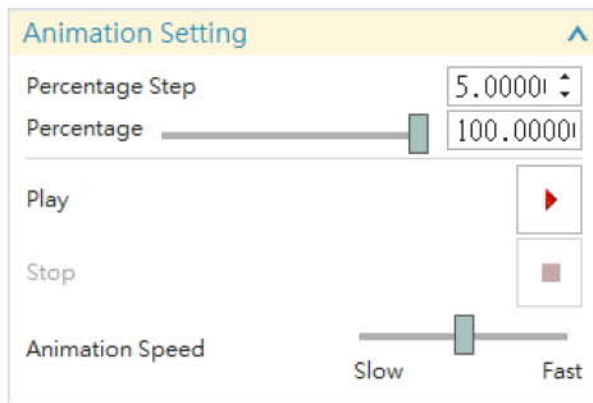 Animation Setting
Percentage Step 5.0000
Percentage 100.0000
Play
Stop
Animation Speed
Slow Fast